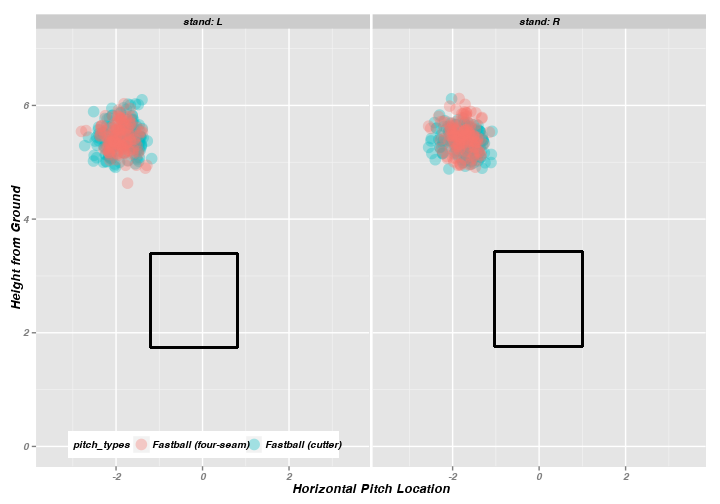 stand: L
stand: R
Height from Ground
6
4
2
0
pitch_types Fastball (four-seam) Fastball (cutter)
-2 0 2 -2 0 2
Horizontal Pitch Location